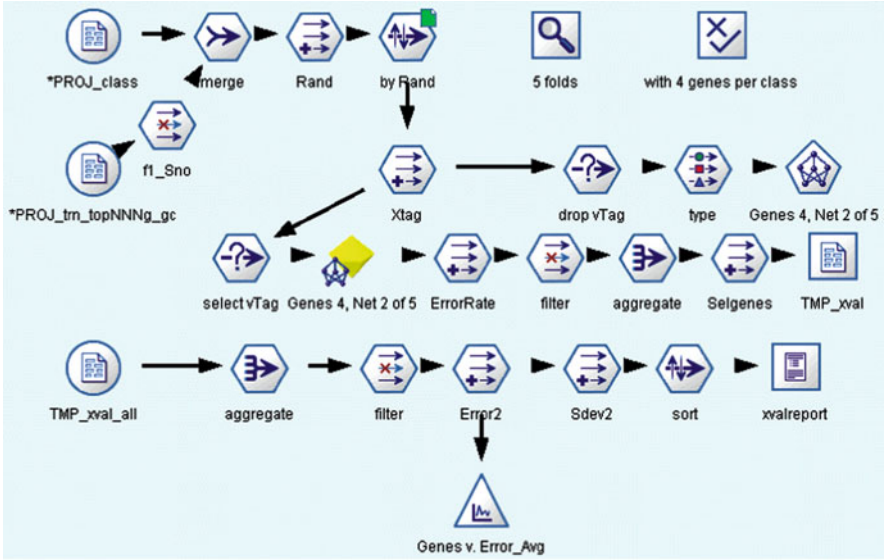 *PROJ_class
merge
Rand
by Rand
5 folds
with 4 genes per class
f1_Sno
*PROJ_trn_topNNNg_gc
Xtag
drop vTag
type
Genes 4, Net 2 of 5
select vTag
Genes 4, Net 2 of 5
ErrorRate
filter
aggregate
Selgenes
TMP_xval
TMP_xval_all
aggregate
filter
Error2
Sdev2
sort
xvalreport
Genes v. Error_Avg